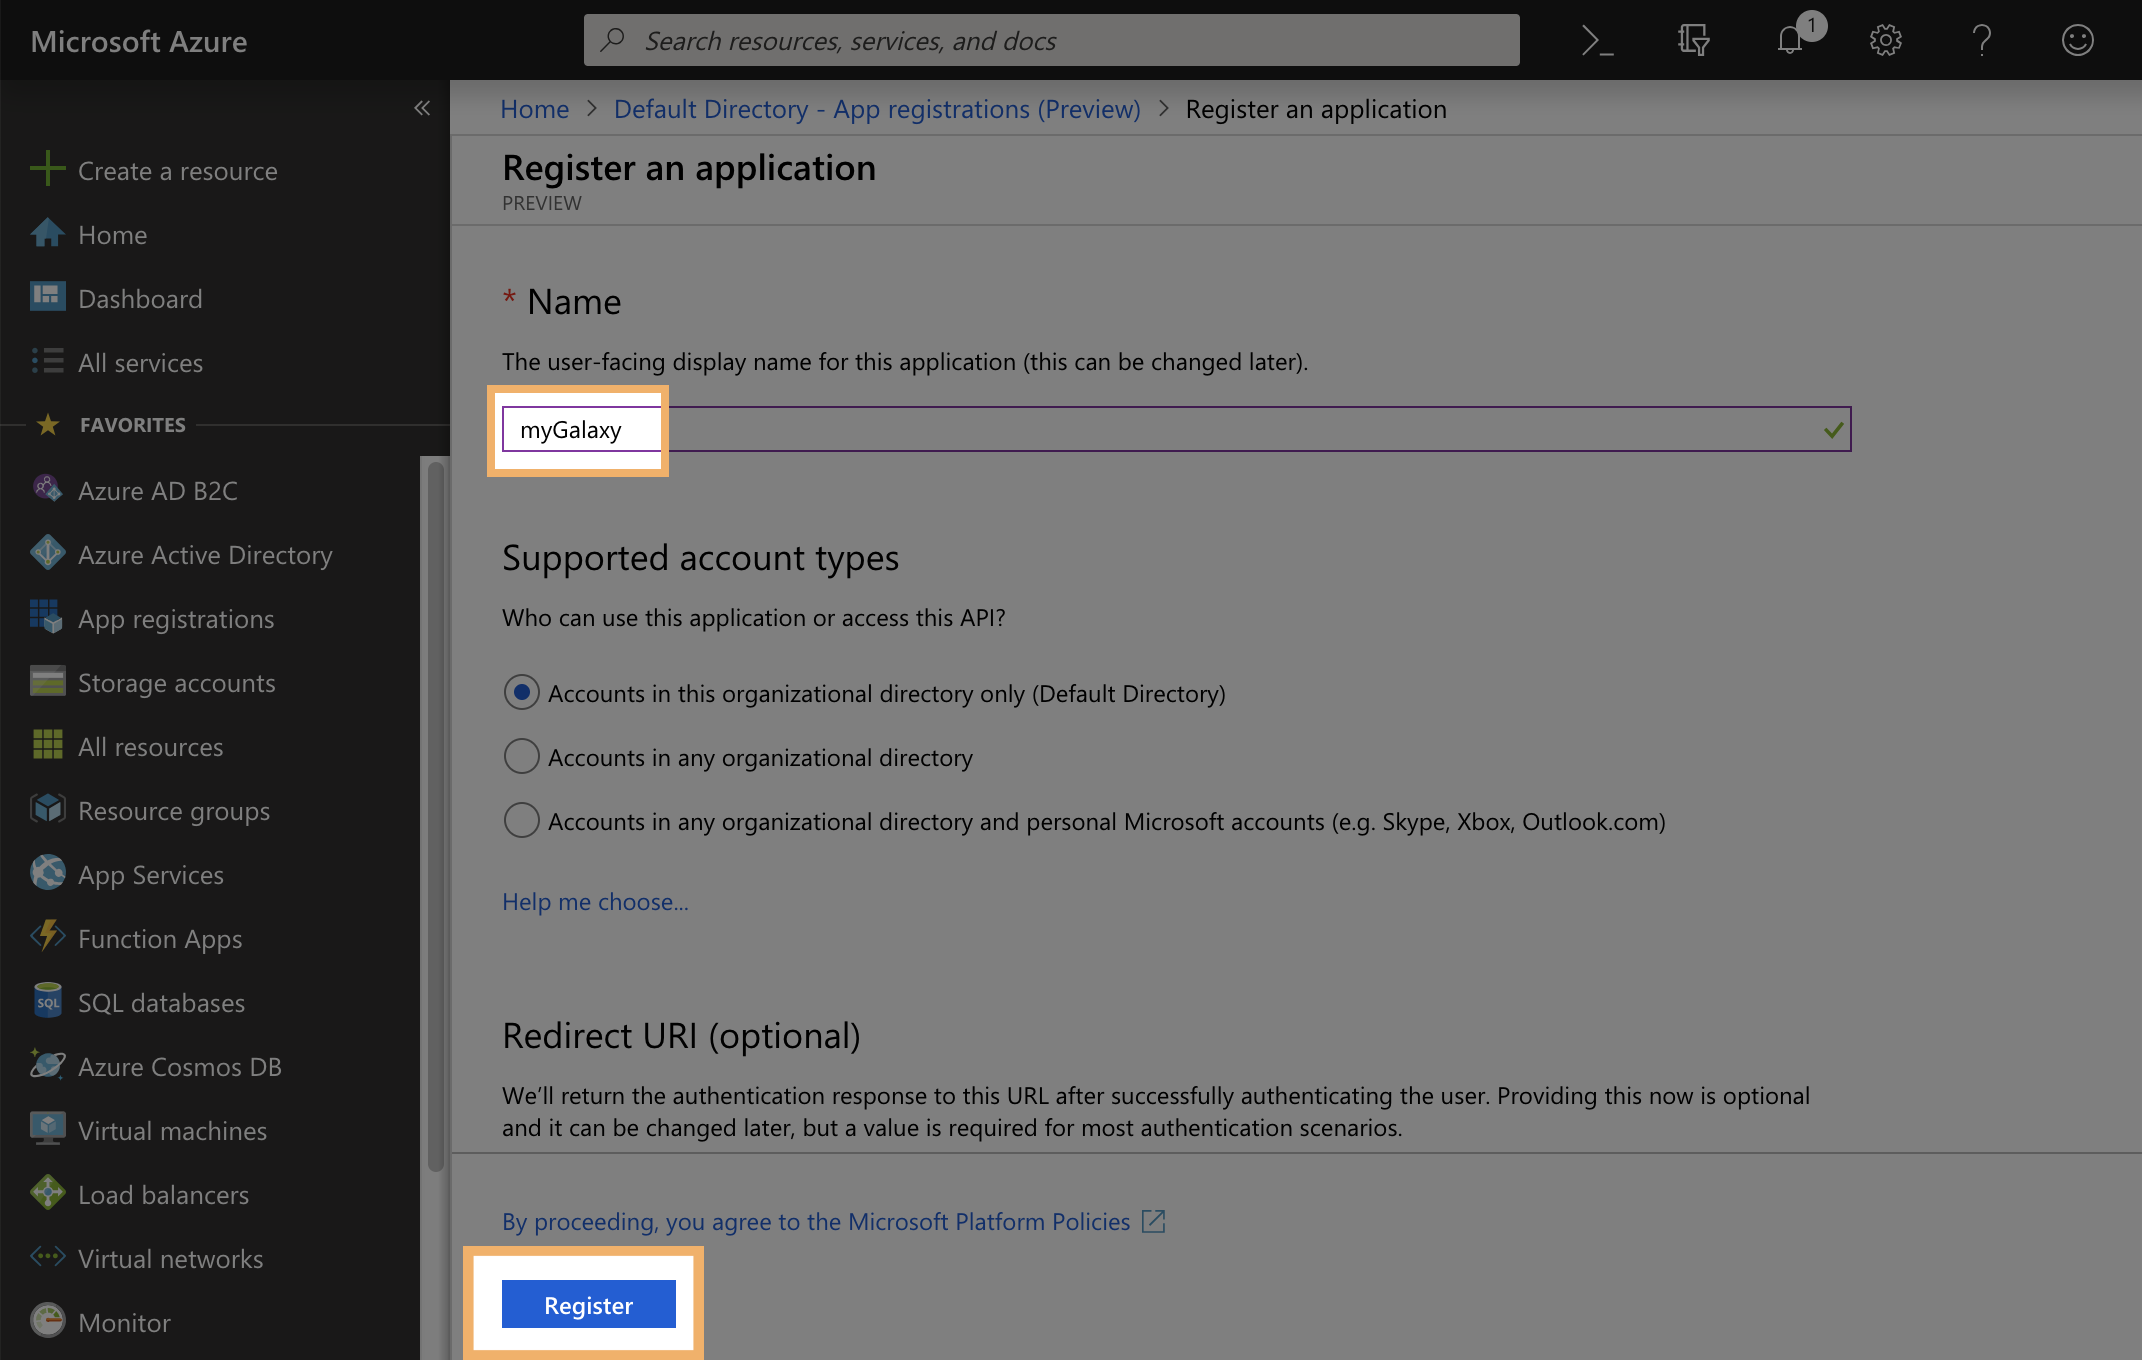 Microsoft Azure
Search resources, services, and docs
1
Create a resource
Home
Dashboard
All services
FAVORITES
Azure AD B2C
Azure Active Directory
App registrations
Storage accounts
All resources
Resource groups
App Services
Function Apps
SQL
SQL databases
Azure Cosmos DB
Virtual machines
Load balancers
Virtual networks
Monitor
Home > Default Directory - App registrations (Preview) > Register an application
Register an application
PREVIEW
* Name
The user-facing display name for this application (this can be changed later).
myGalaxy
Supported account types
Who can use this application or access this API?
Accounts in this organizational directory only (Default Directory)
Accounts in any organizational directory
Accounts in any organizational directory and personal Microsoft accounts (e.g. Skype, Xbox, Outlook.com)
Help me choose...
Redirect URI (optional)
We'll return the authentication response to this URL after successfully authenticating the user. Providing this now is optional
and it can be changed later, but a value is required for most authentication scenarios.
By proceeding, you agree to the Microsoft Platform Policies
Register